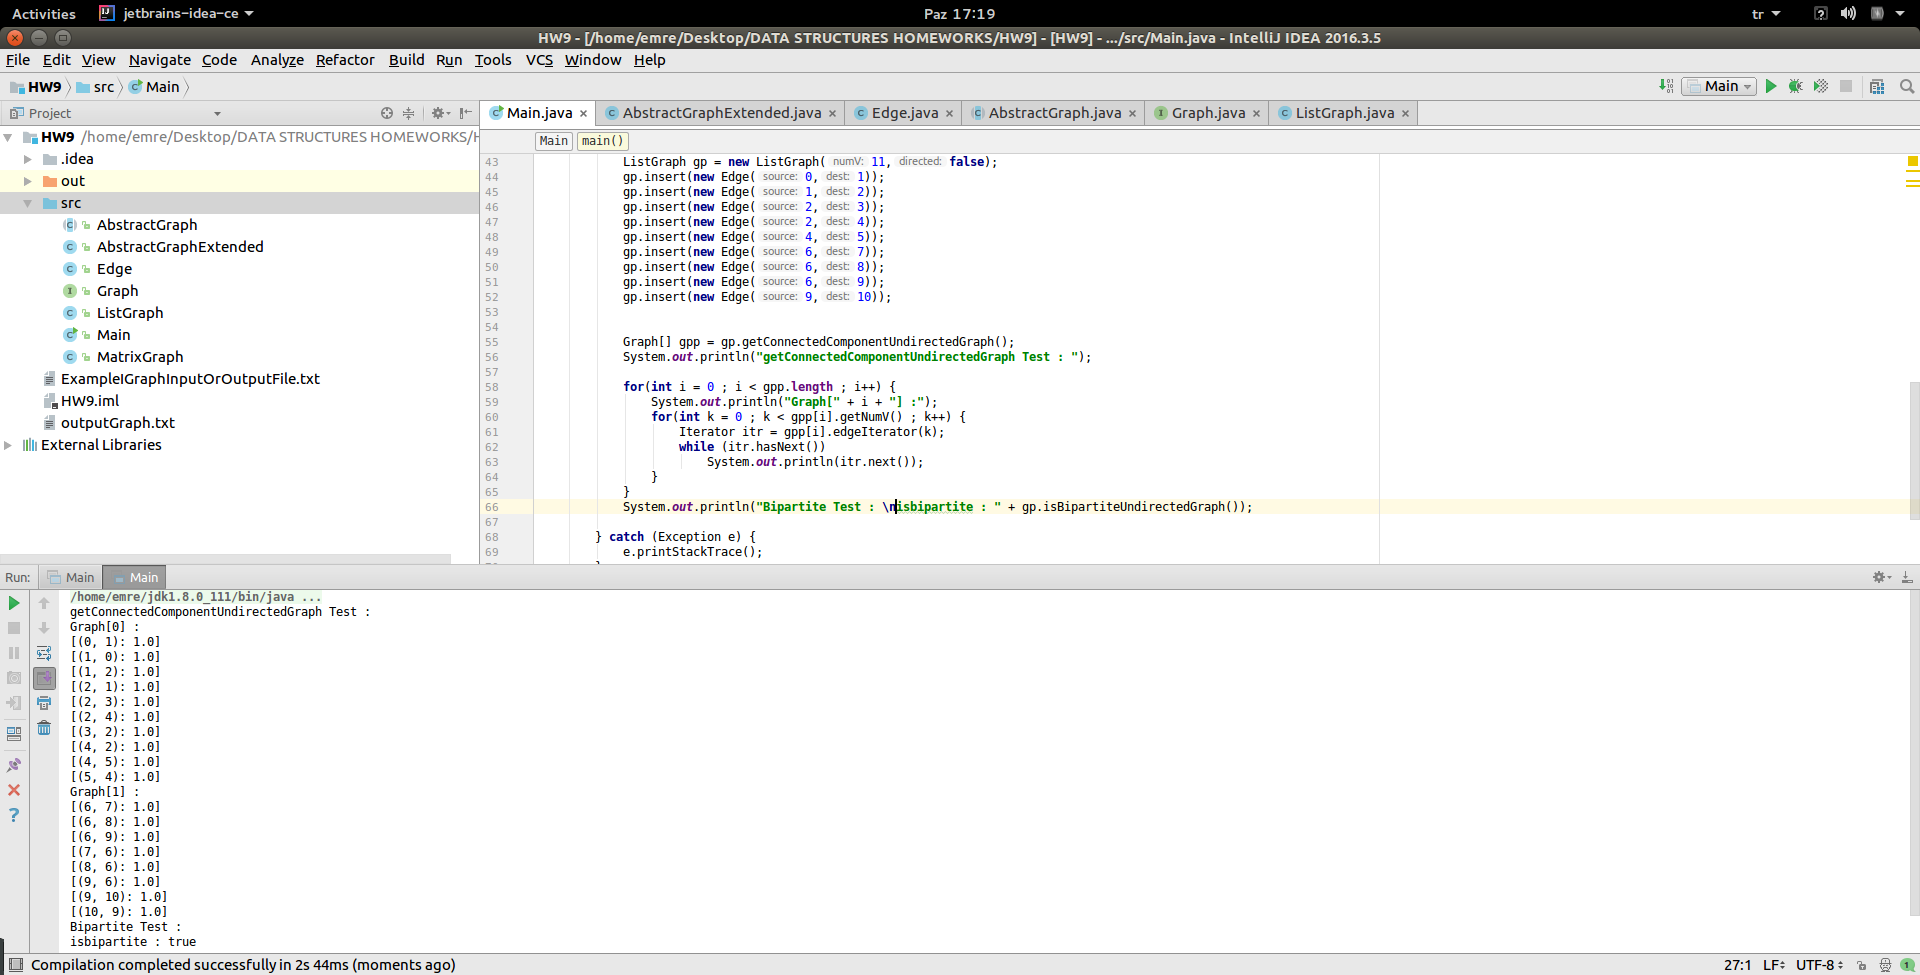 Activities jetbrains-idea-ce Paz 17:19 tr
HW9 - [/home/emre/Desktop/DATA STRUCTURES HOMEWORKS/HW9] - [HW9] - .../src/Main.java - IntelliJ IDEA 2016.3.5
File Edit View Navigate Code Analyze Refactor Build Run Tools VCS Window Help
HW9 src Main Main
Project
Main.java AbstractGraphExtended.java Edge.java AbstractGraph.java Graph.java ListGraph.java
HW9 /home/emre/Desktop/DATA STRUCTURES HOMEWORKS/H
.idea
out
src
AbstractGraph
AbstractGraphExtended
Edge
Graph
ListGraph
Main
MatrixGraph
ExampleIGraphInputOrOutputFile.txt
HW9.iml
outputGraph.txt
External Libraries
Main main()
43 ListGraph gp = new ListGraph( numV: 11, directed: false);
44 gp.insert(new Edge( source: 0, dest: 1));
45 gp.insert(new Edge( source: 1, dest: 2));
46 gp.insert(new Edge( source: 2, dest: 3));
47 gp.insert(new Edge( source: 2, dest: 4));
48 gp.insert(new Edge( source: 4, dest: 5));
49 gp.insert(new Edge( source: 6, dest: 7));
50 gp.insert(new Edge( source: 6, dest: 8));
51 gp.insert(new Edge( source: 6, dest: 9));
52 gp.insert(new Edge( source: 9, dest: 10));
53
54
55 Graph[] gpp = gp.getConnectedComponentUndirectedGraph();
56 System.out.println("getConnectedComponentUndirectedGraph Test : ");
57
58 for(int i = 0 ; i < gpp.length ; i++) {
59 System.out.println("Graph[" + i + "] :");
60 for(int k = 0 ; k < gpp[i].getNumV() ; k++) {
61 Iterator itr = gpp[i].edgeIterator(k);
62 while (itr.hasNext())
63 System.out.println(itr.next());
64 }
65 }
66 System.out.println("Bipartite Test : \nisbipartite : " + gp.isBipartiteUndirectedGraph());
67
68 } catch (Exception e) {
69 e.printStackTrace();
Run: Main Main
/home/emre/jdk1.8.0_111/bin/java ...
getConnectedComponentUndirectedGraph Test :
Graph[0] :
[(0, 1): 1.0]
[(1, 0): 1.0]
[(1, 2): 1.0]
[(2, 1): 1.0]
[(2, 3): 1.0]
[(2, 4): 1.0]
[(3, 2): 1.0]
[(4, 2): 1.0]
[(4, 5): 1.0]
[(5, 4): 1.0]
Graph[1] :
[(6, 7): 1.0]
[(6, 8): 1.0]
[(6, 9): 1.0]
[(7, 6): 1.0]
[(8, 6): 1.0]
[(9, 6): 1.0]
[(9, 10): 1.0]
[(10, 9): 1.0]
Bipartite Test :
isbipartite : true
Compilation completed successfully in 2s 44ms (moments ago) 27:1 LF UTF-8 1